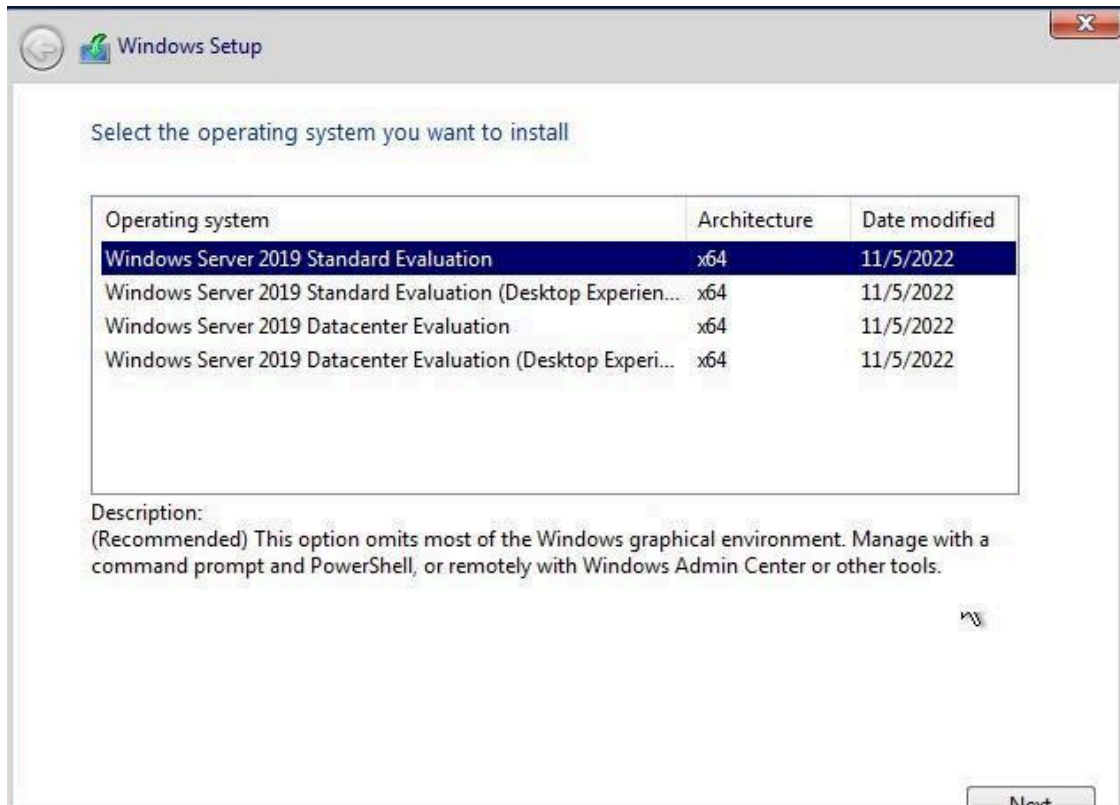 Windows Setup
Select the operating system you want to install
Operating system Architecture Date modified
Windows Server 2019 Standard Evaluation x64 11/5/2022
Windows Server 2019 Standard Evaluation (Desktop Experien... x64 11/5/2022
Windows Server 2019 Datacenter Evaluation x64 11/5/2022
Windows Server 2019 Datacenter Evaluation (Desktop Experi... x64 11/5/2022
Description:
(Recommended) This option omits most of the Windows graphical environment. Manage with a
command prompt and PowerShell, or remotely with Windows Admin Center or other tools.
Next